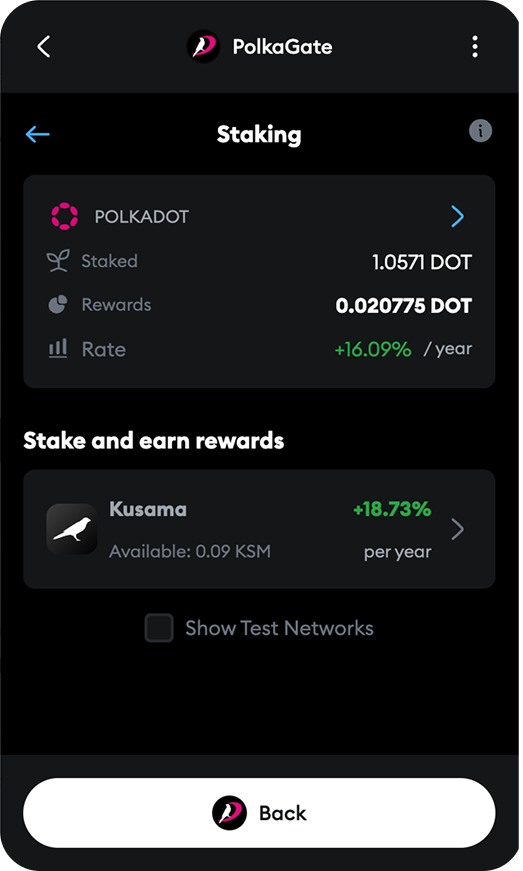 PolkaGate
Staking
POLKADOT
Staked 1.0571 DOT
Rewards 0.020775 DOT
Rate +16.09% / year
Stake and earn rewards
Kusama +18.73%
Available: 0.09 KSM per year
Show Test Networks
Back